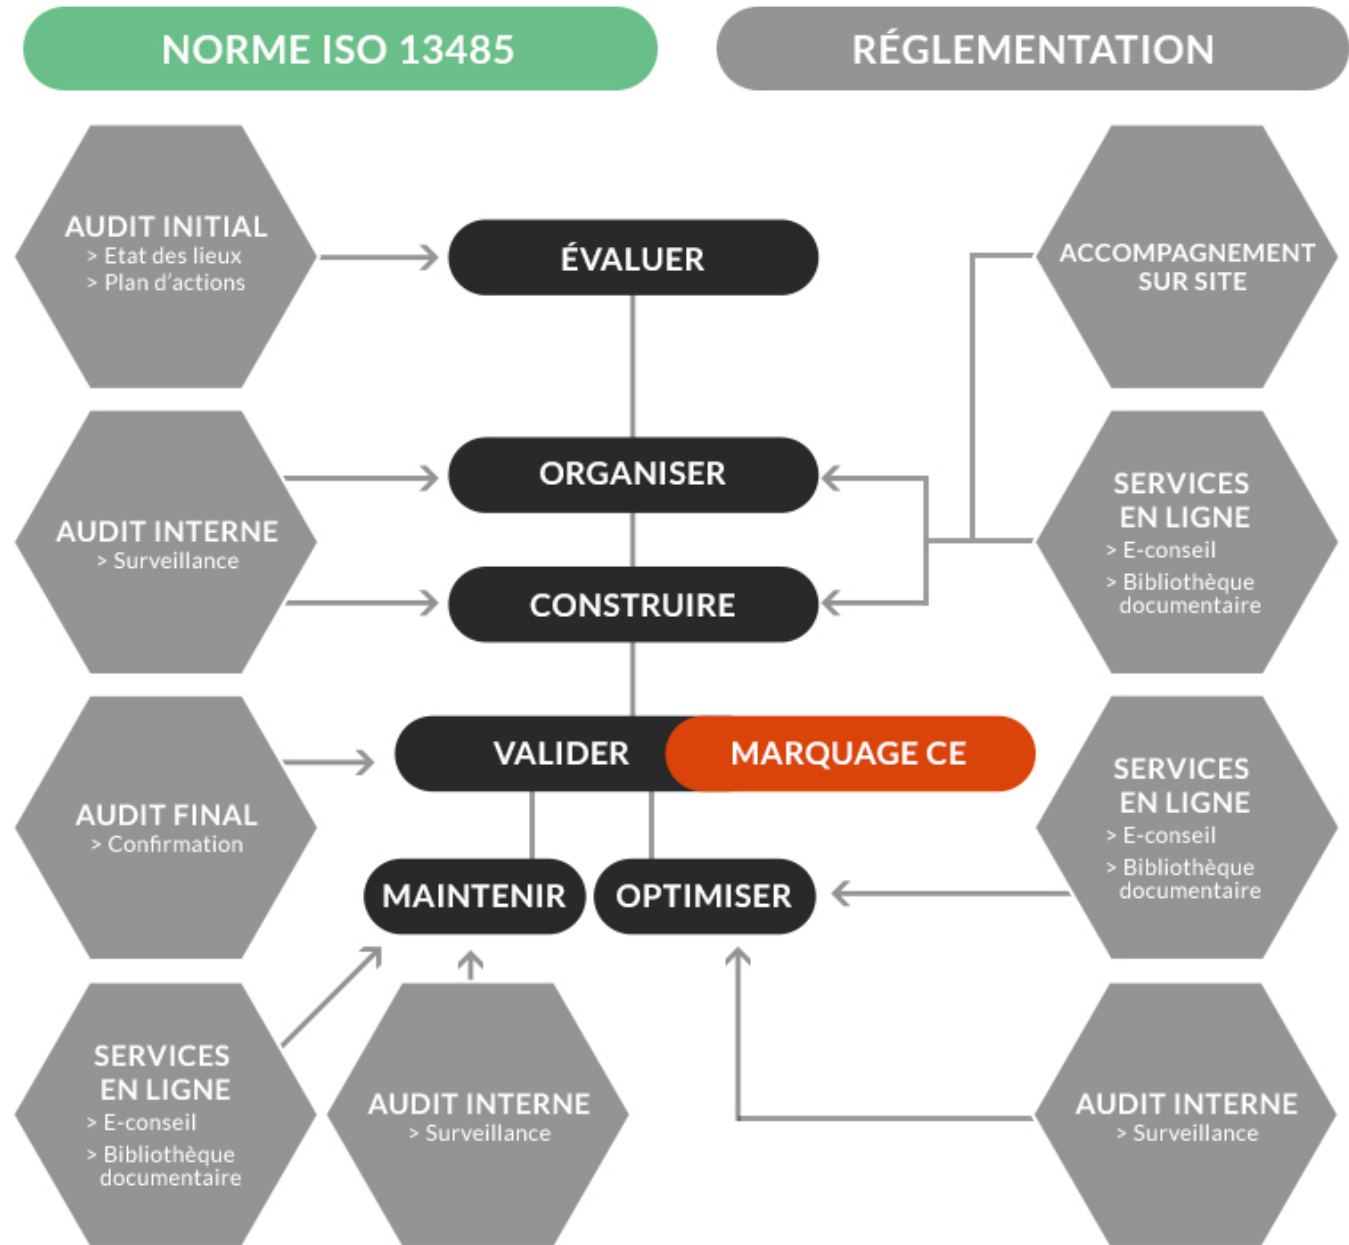 NORME ISO 13485
RÉGLEMENTATION
AUDIT INITIAL
> Etat des lieux
> Plan d'actions
ÉVALUER
ACCOMPAGNEMENT
SUR SITE
AUDIT INTERNE
> Surveillance
ORGANISER
CONSTRUIRE
SERVICES
EN LIGNE
> E-conseil
> Bibliothèque
documentaire
AUDIT FINAL
> Confirmation
VALIDER
MARQUAGE CE
SERVICES
EN LIGNE
> E-conseil
> Bibliothèque
documentaire
MAINTENIR
OPTIMISER
SERVICES
EN LIGNE
> E-conseil
> Bibliothèque
documentaire
AUDIT INTERNE
> Surveillance
AUDIT INTERNE
> Surveillance